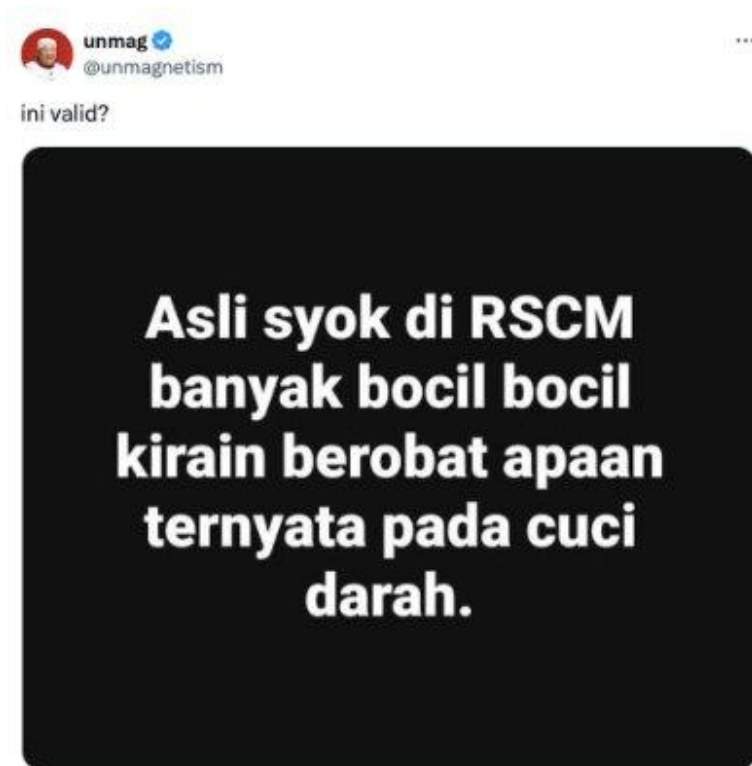 unmag
@unmagnetism
ini valid?
Asli syok di RSCM
banyak bocil bocil
kirain berobat apaan
ternyata pada cuci
darah.